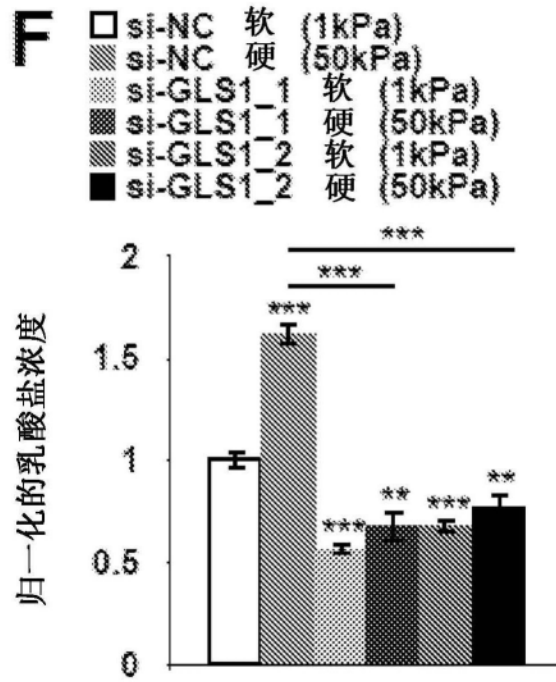 F
si-NC 软 (1kPa)
si-NC 硬 (50kPa)
si-GLS1_1 软 (1kPa)
si-GLS1_1 硬 (50kPa)
si-GLS1_2 软 (1kPa)
si-GLS1_2 硬 (50kPa)
***
***
***
***
**
***
**
归一化的乳酸盐浓度
2
1.5
1
0.5
0